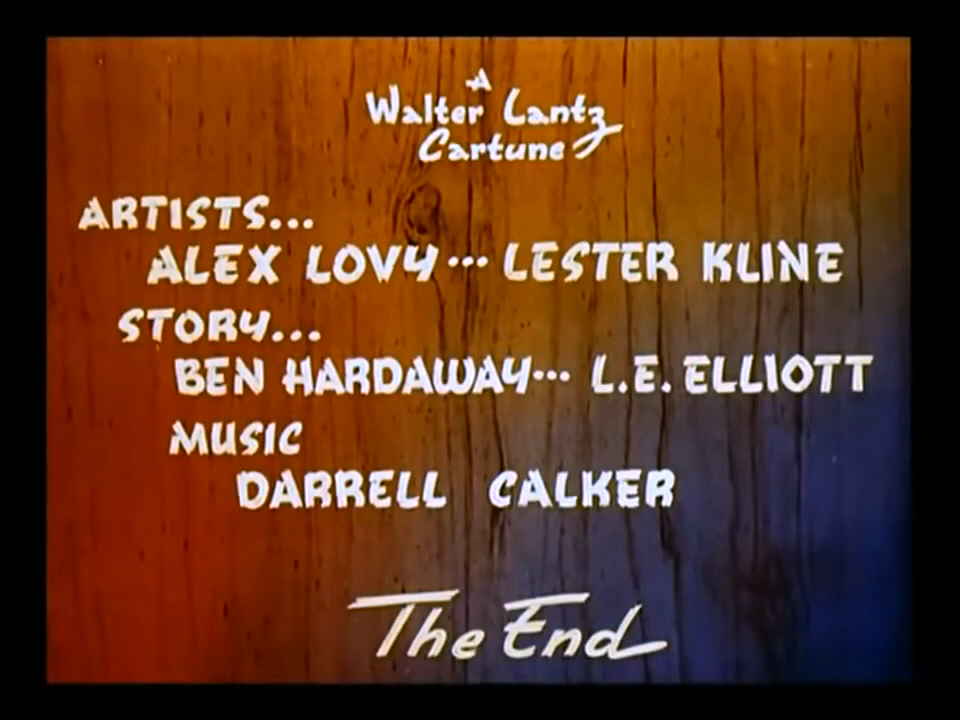 A
Walter Lantz
Cartune
ARTISTS...
ALEX LOVY... LESTER KLINE
STORY...
BEN HARDAWAY... L.E. ELLIOTT
MUSIC
DARRELL CALKER
The End